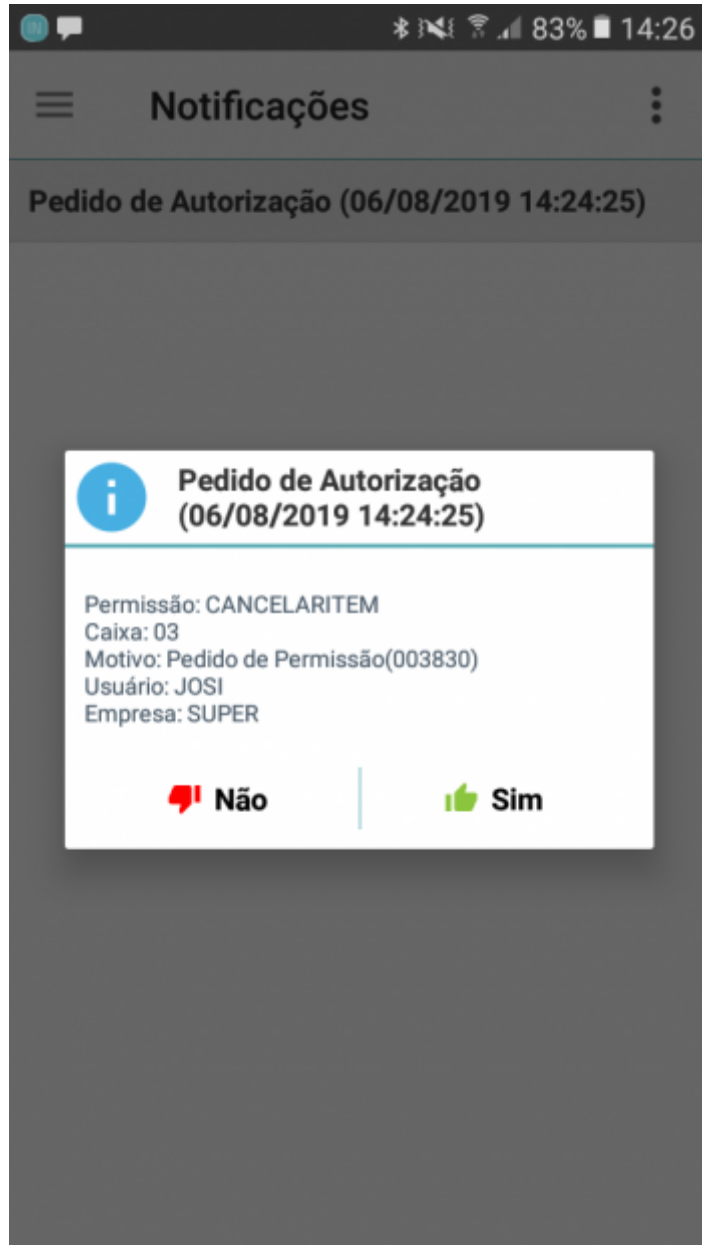 IN 83% 14:26
Notificações
Pedido de Autorização (06/08/2019 14:24:25)
Pedido de Autorização
(06/08/2019 14:24:25)
Permissão: CANCELARITEM
Caixa: 03
Motivo: Pedido de Permissão(003830)
Usuário: JOSI
Empresa: SUPER
Não Sim